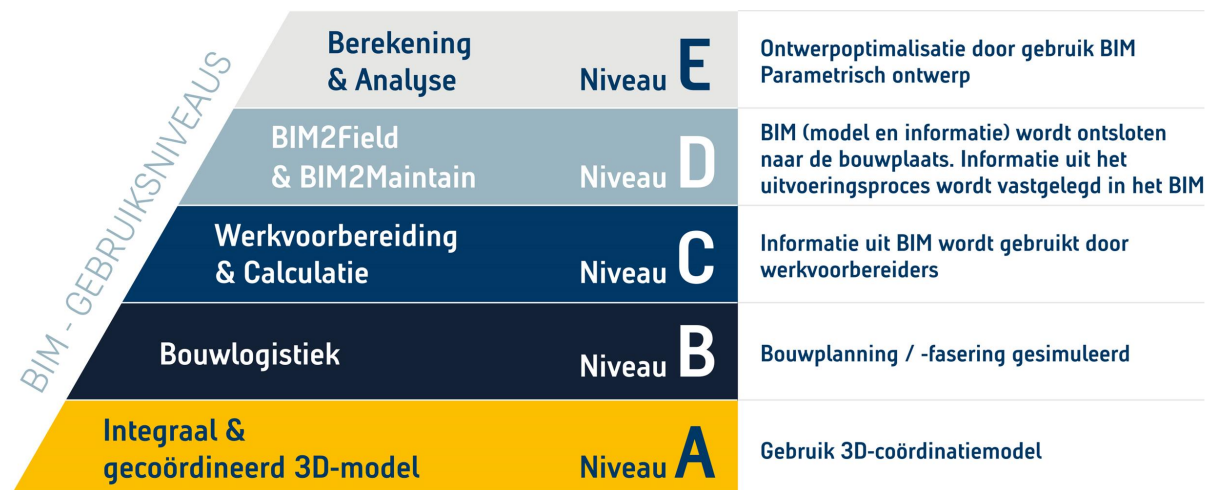 BIM - GEBRUIKSNIVEAUS
Berekening
& Analyse
Niveau E
Ontwerpoptimalisatie door gebruik BIM
Parametrisch ontwerp
BIM2Field
& BIM2Maintain
Niveau D
BIM (model en informatie) wordt ontsloten
naar de bouwplaats. Informatie uit het
uitvoeringsproces wordt vastgelegd in het BIM
Werkvoorbereiding
& Calculatie
Niveau C
Informatie uit BIM wordt gebruikt door
werkvoorbereiders
Bouwlogistiek
Niveau B
Bouwplanning / -fasering gesimuleerd
Integraal &
gecoördineerd 3D-model
Niveau A
Gebruik 3D-coördinatiemodel